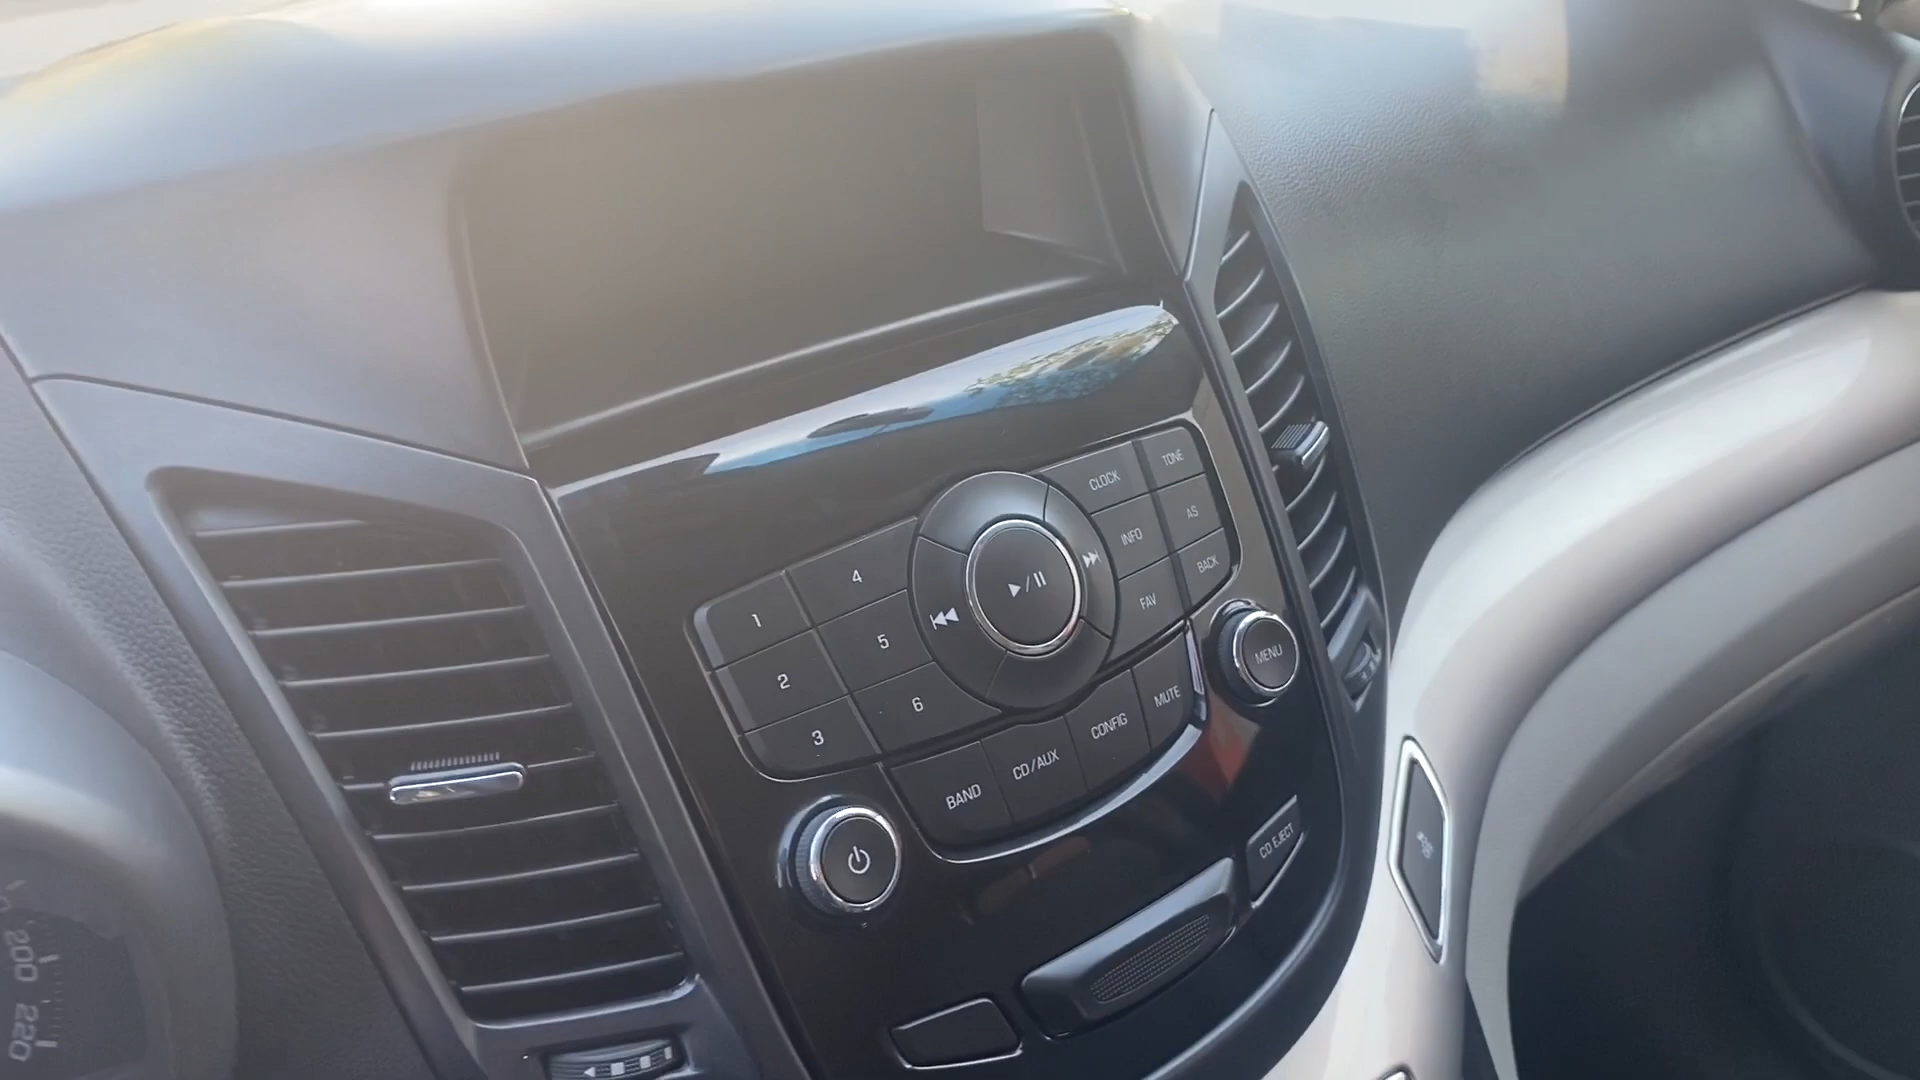 CLOCK
TONE
INFO
AS
FAV
BACK
1
4
2
5
3
6
MENU
BAND
CD/AUX
CONFIG
MUTE
CD EJECT
200
220